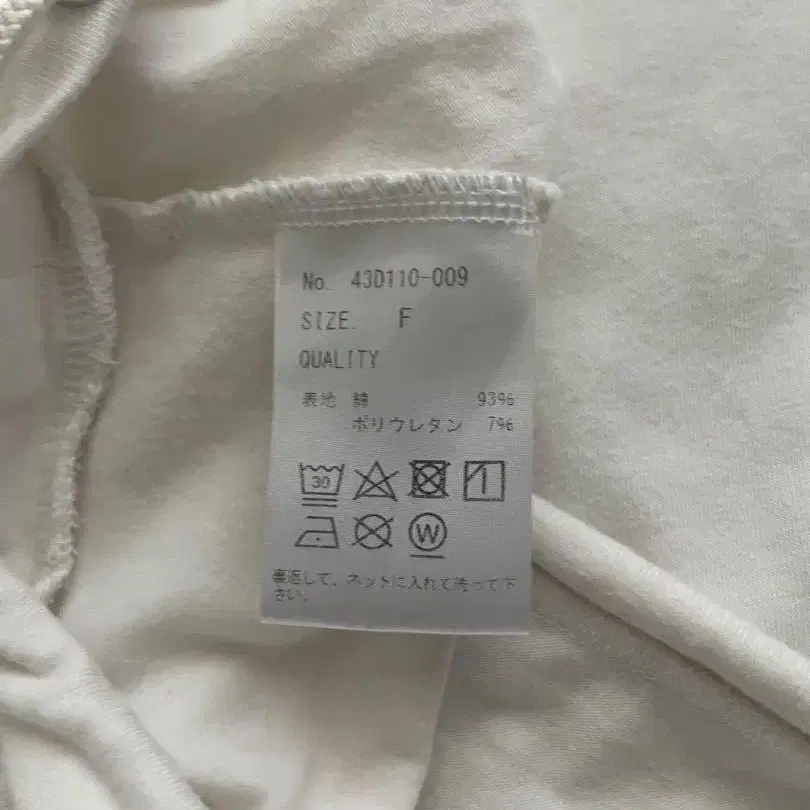 No. 43D110-009
SIZE. F
QUALITY
表地 綿 93%
ポリウレタン 7%
30
W
裏返して、ネットに入れて洗って下
さい。